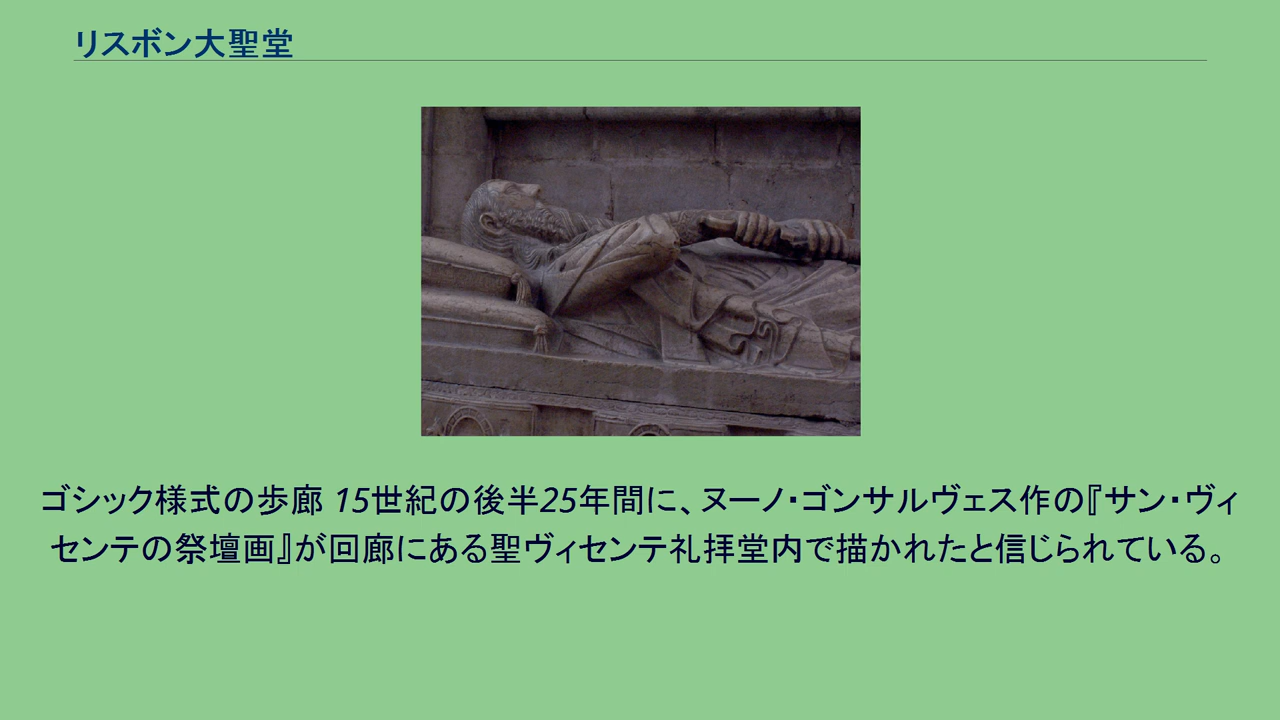 リスボン大聖堂
ゴシック様式の歩廊 15世紀の後半25年間に、ヌーノ・ゴンサルヴェス作の『サン・ヴィ
センテの祭壇画』が回廊にある聖ヴィセンテ礼拝堂内で描かれたと信じられている。